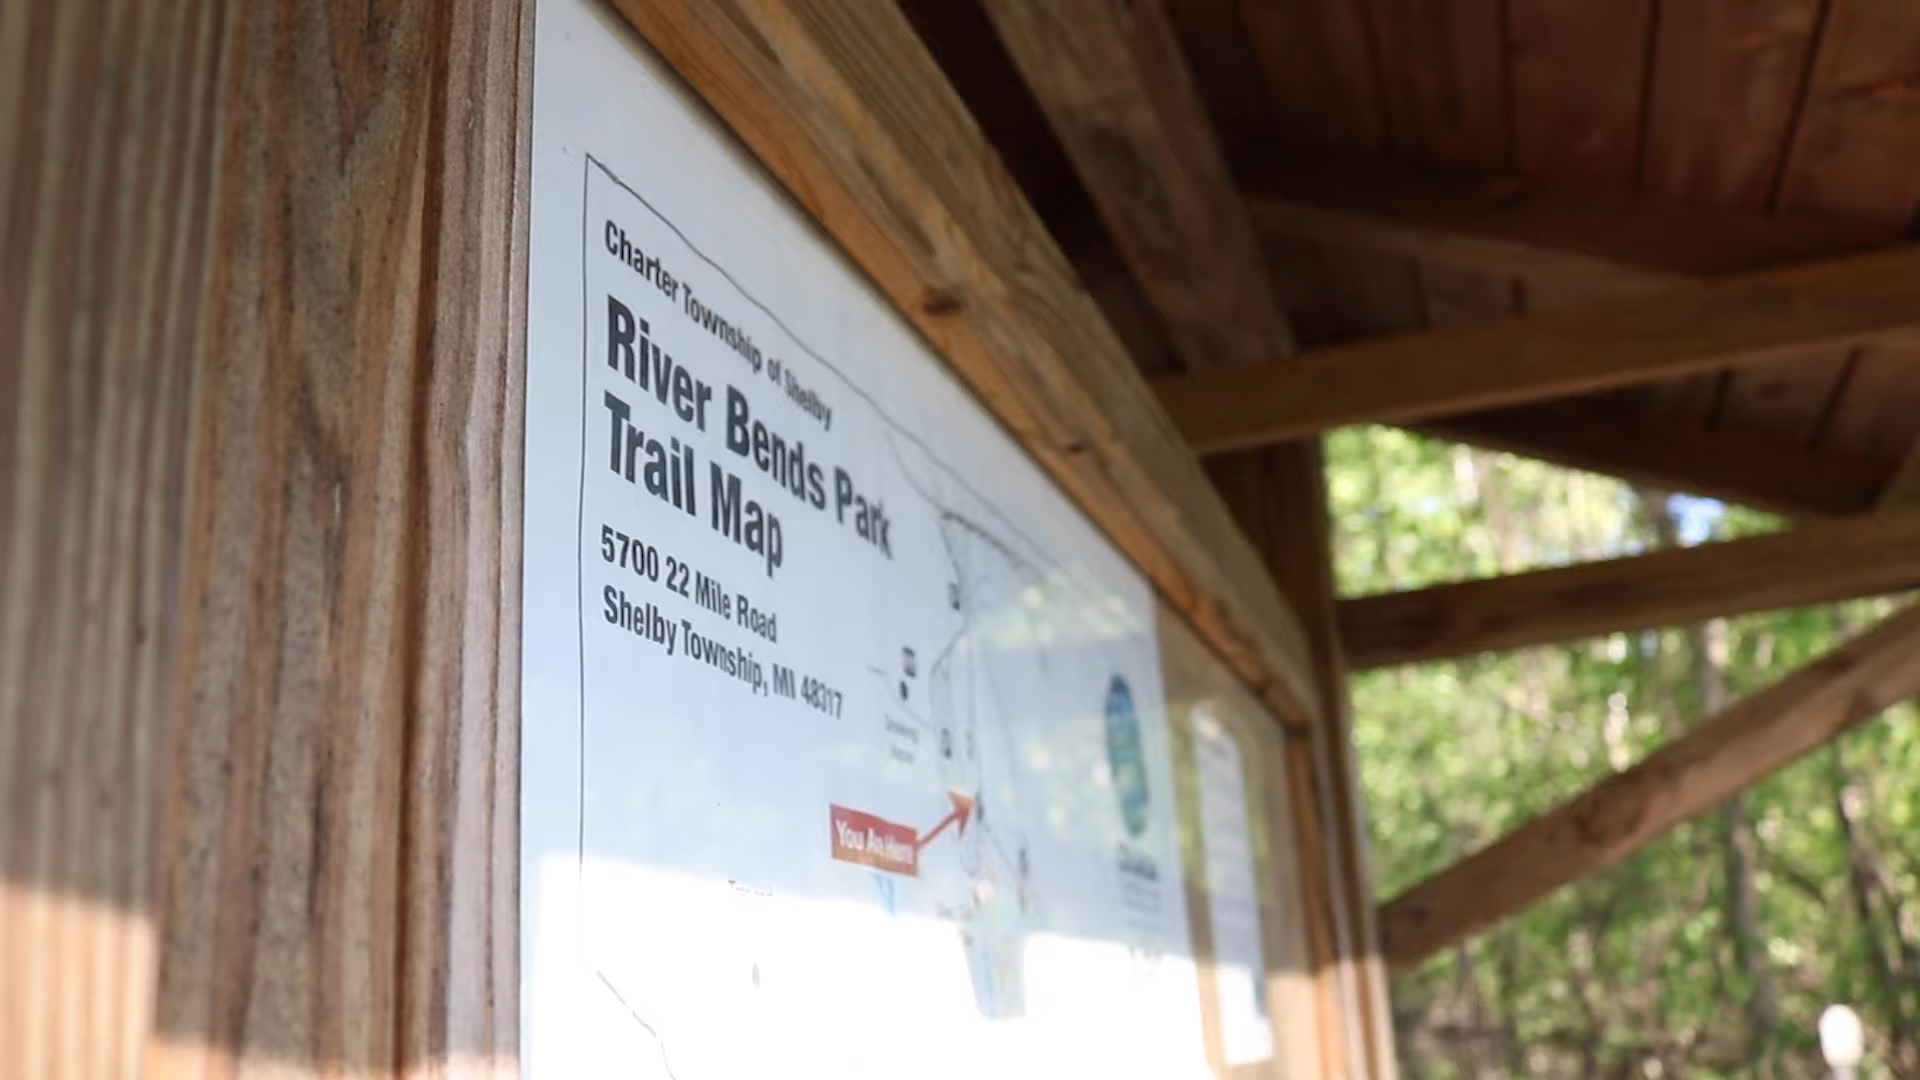 Charter Township of Shelby
River Bends Park
Trail Map
5700 22 Mile Road
Shelby Township, MI 48317
You Are Here